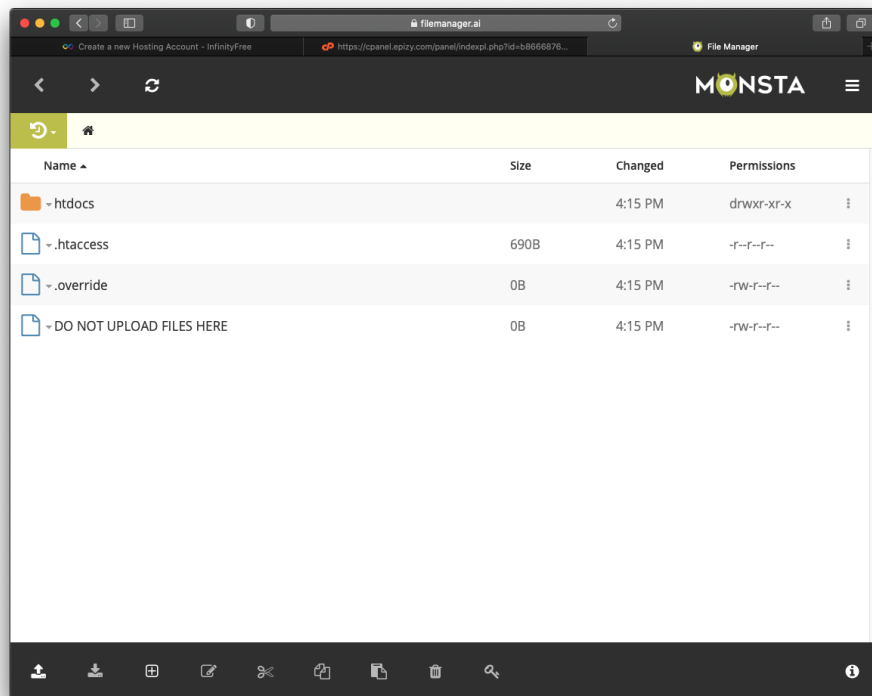 filemanager.ai
Create a new Hosting Account - InfinityFree
https://cpanel.epizy.com/panel/indexpl.php?id=b8666876...
File Manager
MONSTA
Name Size Changed Permissions
htdocs 4:15 PM drwxr-xr-x
.htaccess 690B 4:15 PM -r--r--r--
.override 0B 4:15 PM -rw-r--r--
DO NOT UPLOAD FILES HERE 0B 4:15 PM -rw-r--r--